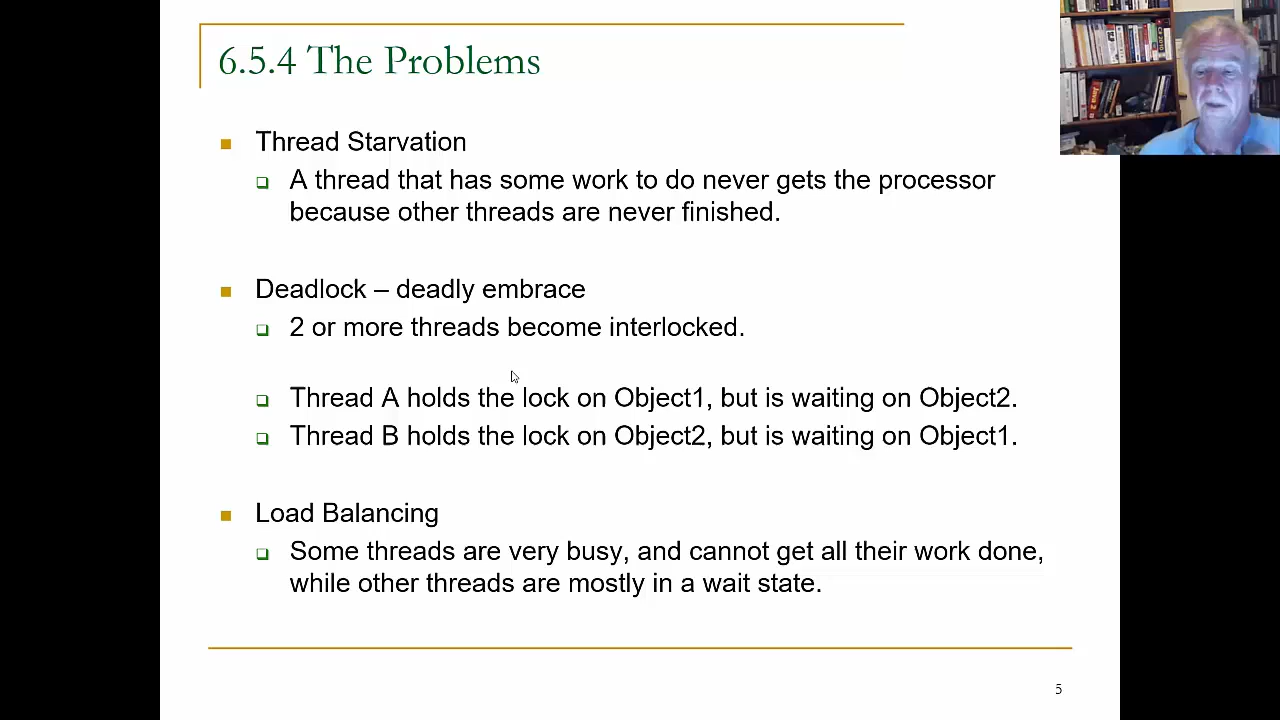 6.5.4 The Problems
Thread Starvation
A thread that has some work to do never gets the processor
because other threads are never finished.
Deadlock – deadly embrace
2 or more threads become interlocked.
Thread A holds the lock on Object1, but is waiting on Object2.
Thread B holds the lock on Object2, but is waiting on Object1.
Load Balancing
Some threads are very busy, and cannot get all their work done,
while other threads are mostly in a wait state.
5